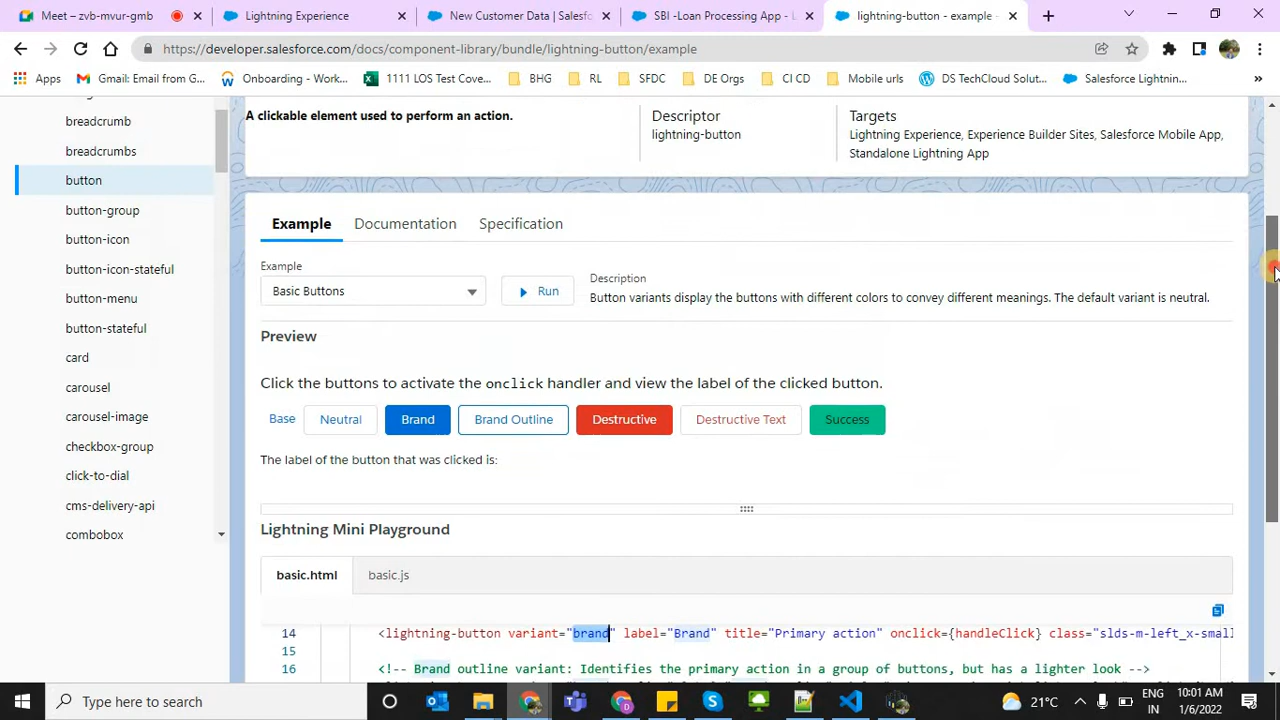 Meet – zvb-mvur-gmb
Lightning Experience
New Customer Data | Salesf
SBI -Loan Processing App - L
lightning-button - example -
https://developer.salesforce.com/docs/component-library/bundle/lightning-button/example
Apps
Gmail: Email from G...
Onboarding - Work...
1111 LOS Test Cove...
BHG
RL
SFDC
DE Orgs
CI CD
Mobile urls
DS TechCloud Solut...
Salesforce Lightnin...
»
breadcrumb
breadcrumbs
button
button-group
button-icon
button-icon-stateful
button-menu
button-stateful
card
carousel
carousel-image
checkbox-group
click-to-dial
cms-delivery-api
combobox
A clickable element used to perform an action.
Descriptor
lightning-button
Targets
Lightning Experience, Experience Builder Sites, Salesforce Mobile App,
Standalone Lightning App
Example Documentation Specification
Example
Basic Buttons
Run
Description
Button variants display the buttons with different colors to convey different meanings. The default variant is neutral.
Preview
Click the buttons to activate the onclick handler and view the label of the clicked button.
Base Neutral Brand Brand Outline Destructive Destructive Text Success
The label of the button that was clicked is:
Lightning Mini Playground
basic.html basic.js
14 <lightning-button variant="brand" label="Brand" title="Primary action" onclick={handleClick} class="slds-m-left_x-small
15
16 <!-- Brand outline variant: Identifies the primary action in a group of buttons, but has a lighter look -->
Type here to search
21°C
ENG
IN
10:01 AM
1/6/2022